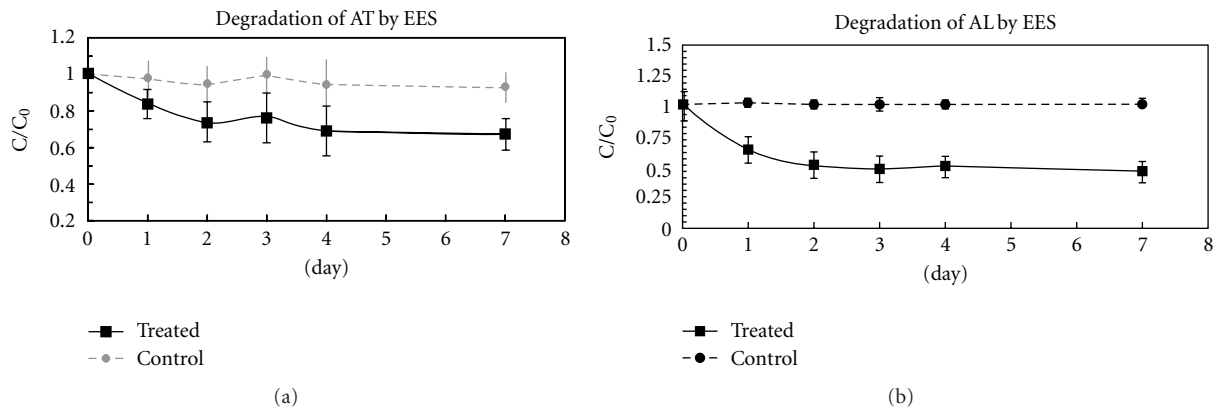 Degradation of AT by EES
1.2
1
0.8
0.6
0.4
0.2
C/C0
0 1 2 3 4 5 6 7 8
(day)
Treated
Control
(a)
Degradation of AL by EES
1.5
1.25
1
0.75
0.5
0.25
0
C/C0
0 1 2 3 4 5 6 7 8
(day)
Treated
Control
(b)